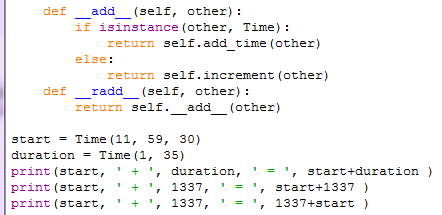 def __add__(self, other):
if isinstance(other, Time):
return self.add_time(other)
else:
return self.increment(other)
def __radd__(self, other):
return self.__add__(other)
start = Time(11, 59, 30)
duration = Time(1, 35)
print(start, ' + ', duration, ' = ', start+duration )
print(start, ' + ', 1337, ' = ', start+1337 )
print(start, ' + ', 1337, ' = ', 1337+start )